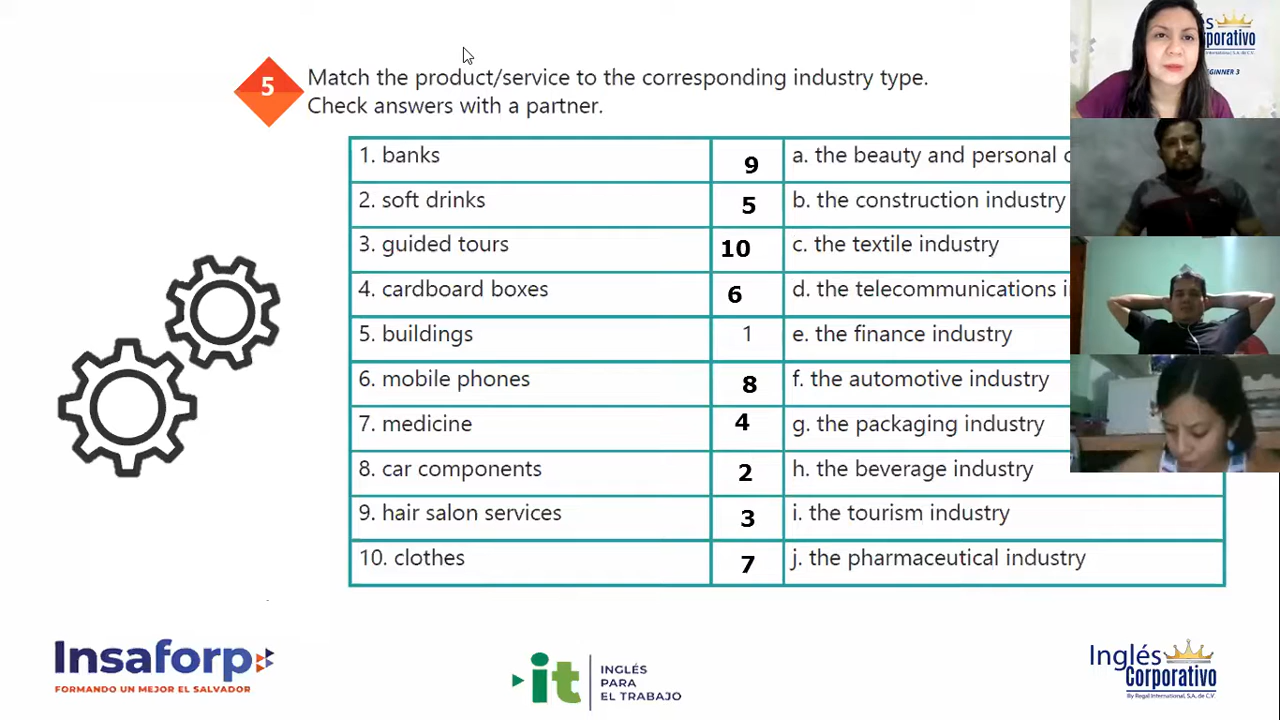 5
Match the product/service to the corresponding industry type.
Check answers with a partner.
1. banks 9 a. the beauty and personal
2. soft drinks 5 b. the construction industry
3. guided tours 10 c. the textile industry
4. cardboard boxes 6 d. the telecommunications
5. buildings 1 e. the finance industry
6. mobile phones 8 f. the automotive industry
7. medicine 4 g. the packaging industry
8. car components 2 h. the beverage industry
9. hair salon services 3 i. the tourism industry
10. clothes 7 j. the pharmaceutical industry
Insaforp
FORMANDO UN MEJOR EL SALVADOR
it
INGLÉS
PARA
EL TRABAJO
Inglés
Corporativo
By Regal International, S.A. de C.V.